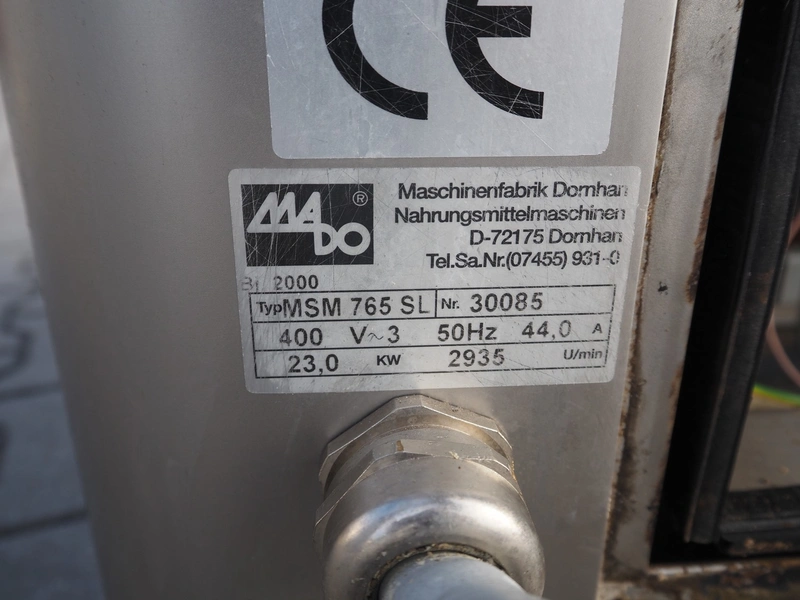 CE
MADO ®
Maschinenfabrik Dornhan
Nahrungsmittelmaschinen
D-72175 Dornhan
Tel.Sa.Nr.(07455) 931-0
Bj 2000
Typ MSM 765 SL Nr. 30085
400 V~3 50Hz 44,0 A
23,0 KW 2935 U/min